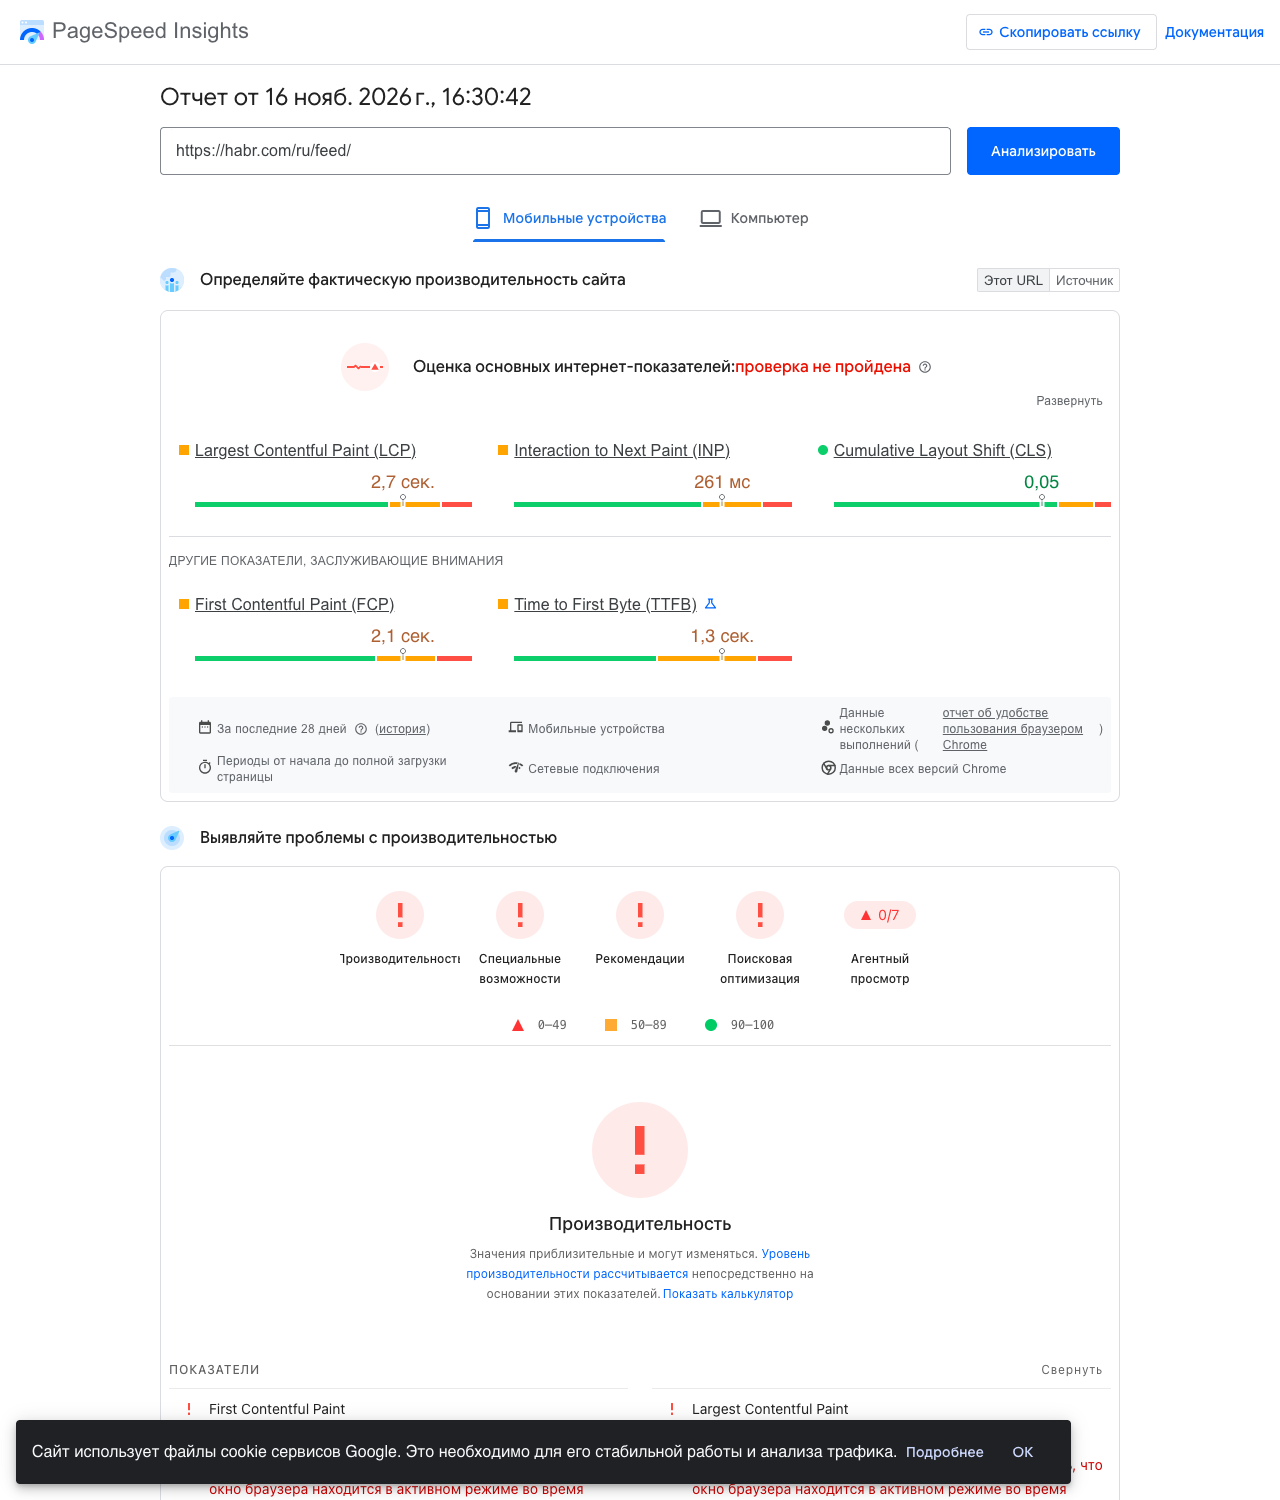 PageSpeed Insights
Скопировать ссылку
Документация
Отчет от 16 нояб. 2026 г., 16:30:42
https://habr.com/ru/feed/
Анализировать
Мобильные устройства
Компьютер
Определяйте фактическую производительность сайта
Этот URL
Источник
Оценка основных интернет-показателей:проверка не пройдена
Развернуть
Largest Contentful Paint (LCP)
2,7 сек.
Interaction to Next Paint (INP)
261 мс
Cumulative Layout Shift (CLS)
0,05
ДРУГИЕ ПОКАЗАТЕЛИ, ЗАСЛУЖИВАЮЩИЕ ВНИМАНИЯ
First Contentful Paint (FCP)
2,1 сек.
Time to First Byte (TTFB)
1,3 сек.
За последние 28 дней (история)
Мобильные устройства
Данные
нескольких
выполнений (
отчет об удобстве
пользования браузером
Chrome
)
Периоды от начала до полной загрузки
страницы
Сетевые подключения
Данные всех версий Chrome
Выявляйте проблемы с производительностью
Производительность
Специальные
возможности
Рекомендации
Поисковая
оптимизация
0/7
Агентный
просмотр
0–49
50–89
90–100
Производительность
Значения приблизительные и могут изменяться. Уровень
производительности рассчитывается непосредственно на
основании этих показателей. Показать калькулятор
ПОКАЗАТЕЛИ
Свернуть
First Contentful Paint
Largest Contentful Paint
Сайт использует файлы cookie сервисов Google. Это необходимо для его стабильной работы и анализа трафика. Подробнее
ОК
, что
окно браузера находится в активном режиме во время
окно браузера находится в активном режиме во время